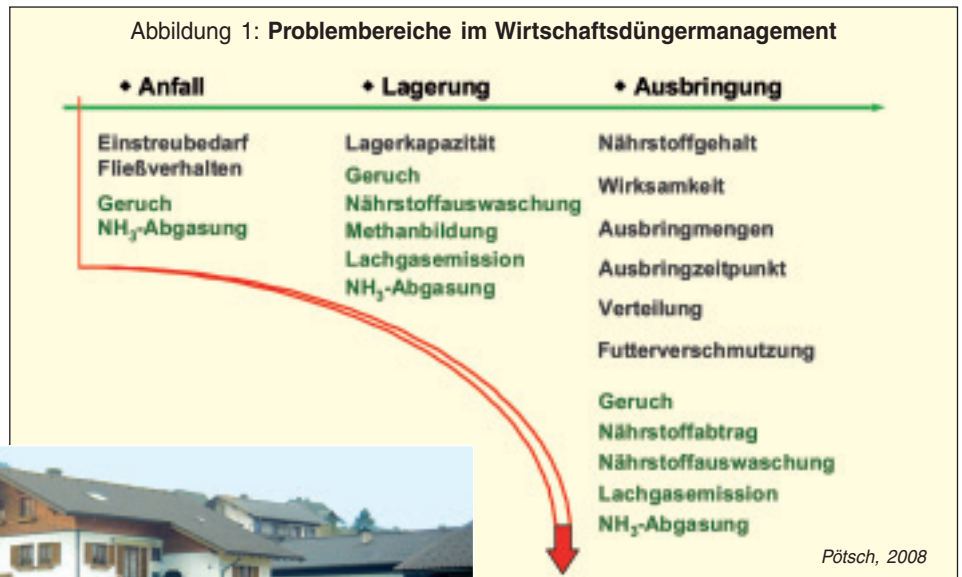 Abbildung 1: Problembereiche im Wirtschaftsdüngermanagement
◆ Anfall
Einstreubedarf
Fließverhalten
Geruch
NH₃-Abgasung
◆ Lagerung
Lagerkapazität
Geruch
Nährstoffauswaschung
Methanbildung
Lachgasemission
NH₃-Abgasung
◆ Ausbringung
Nährstoffgehalt
Wirksamkeit
Ausbringmengen
Ausbringzeitpunkt
Verteilung
Futterverschmutzung
Geruch
Nährstoffabtrag
Nährstoffauswaschung
Lachgasemission
NH₃-Abgasung
Pötsch, 2008